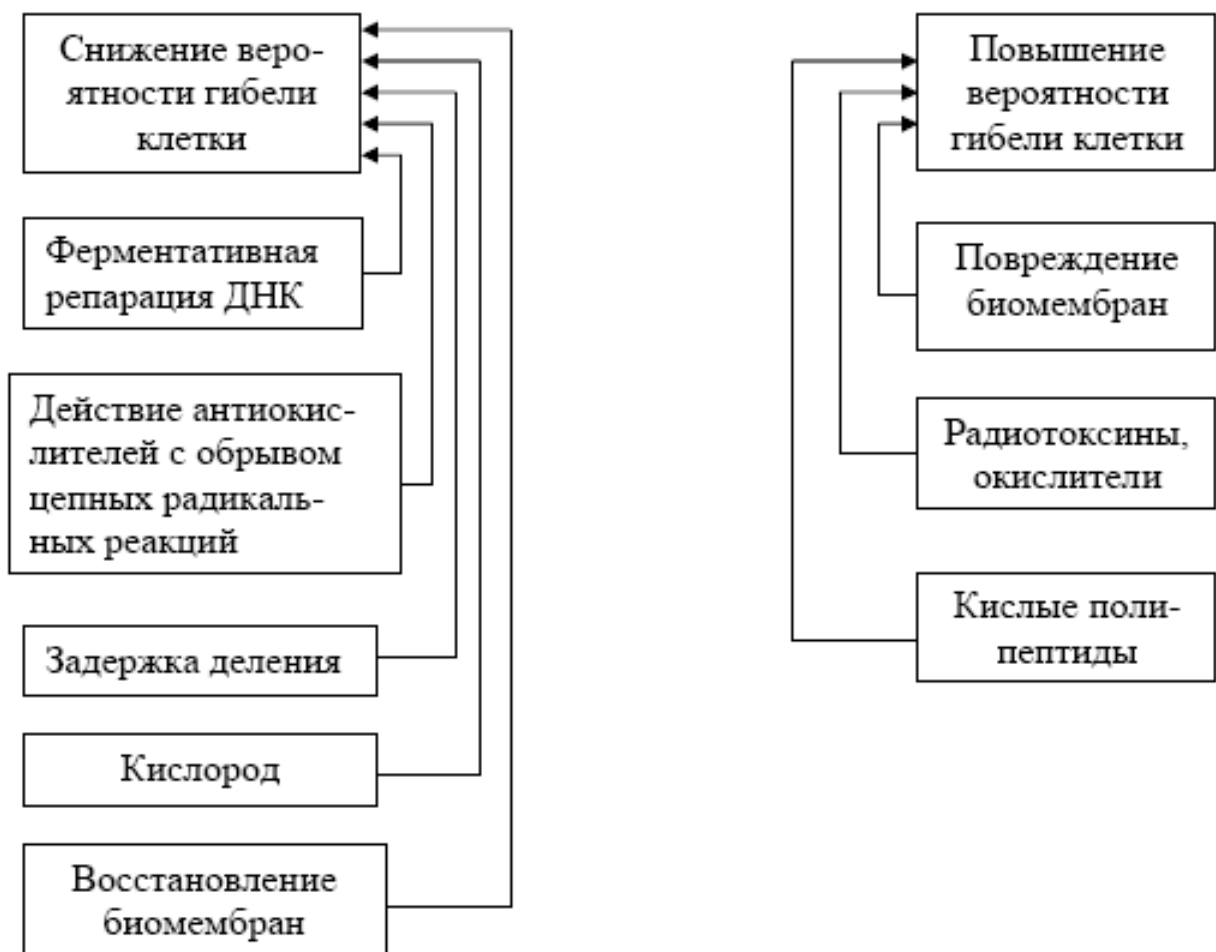 Снижение веро-
ятности гибели
клетки
Ферментативная
репарация ДНК
Действие антиокис-
лителей с обрывом
цепных радикаль-
ных реакций
Задержка деления
Кислород
Восстановление
биомембран
Повышение
вероятности
гибели клетки
Повреждение
биомембран
Радиотоксины,
окислители
Кислые поли-
пептиды